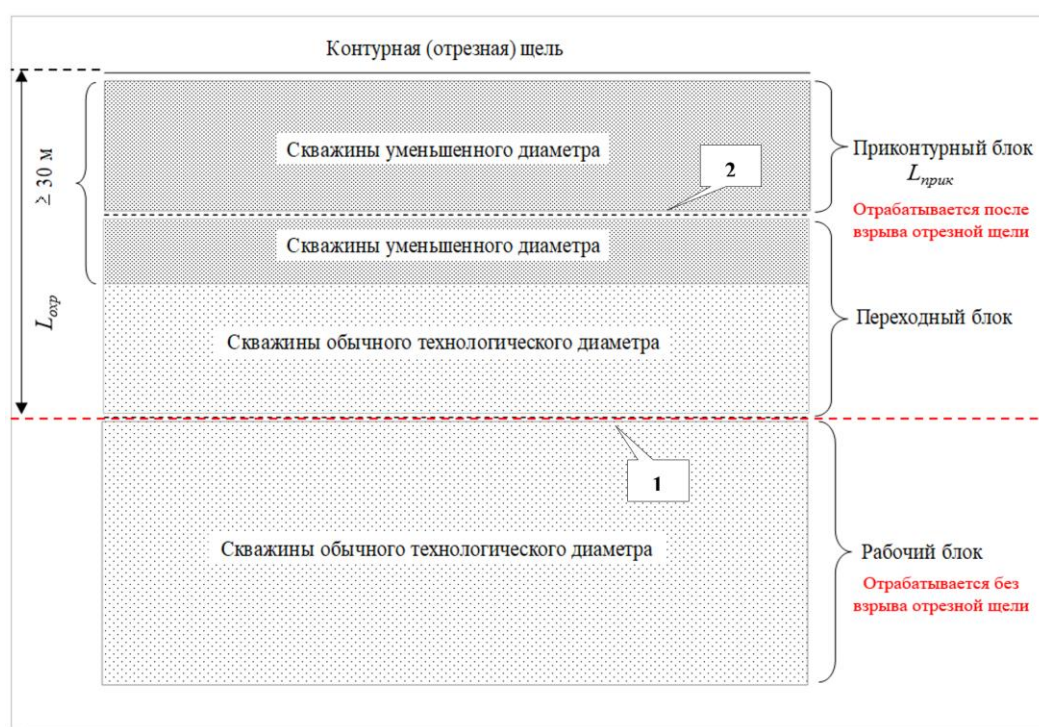 Контурная (отрезная) щель
≥ 30 м
Скважины уменьшенного диаметра
2
Приконтурный блок
Lприк
Отрабатывается после
взрыва отрезной щели
Скважины уменьшенного диаметра
Lохр
Переходный блок
Скважины обычного технологического диаметра
1
Скважины обычного технологического диаметра
Рабочий блок
Отрабатывается без
взрыва отрезной щели